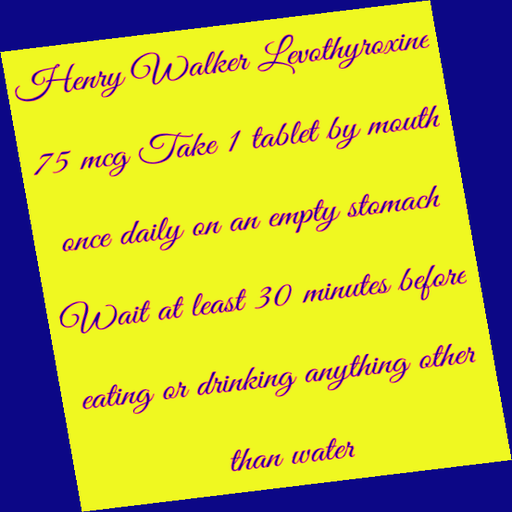 Henry Walker Levothyroxine
75 mcg Take 1 tablet by mouth
once daily on an empty stomach
Wait at least 30 minutes before
eating or drinking anything other
than water